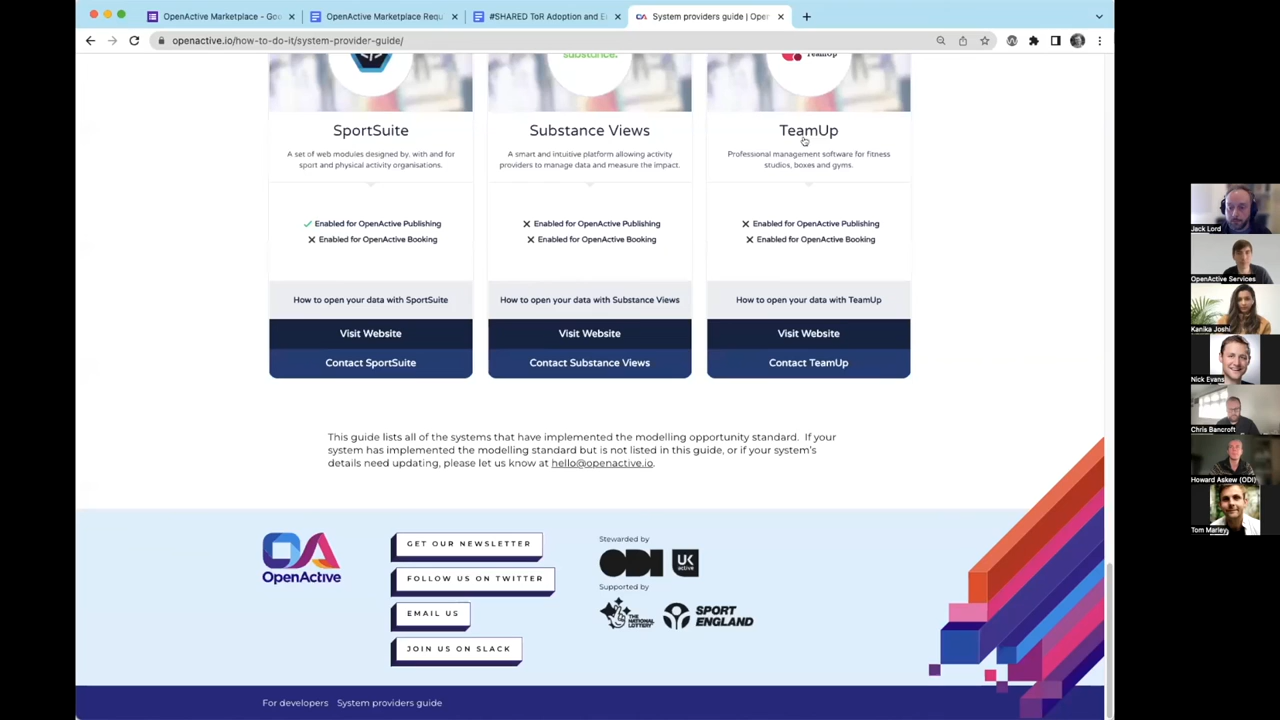 OpenActive Marketplace - Goo
OpenActive Marketplace Requ
#SHARED ToR Adoption and E
System providers guide | Open
openactive.io/how-to-do-it/system-provider-guide/
substance.
TeamUp
SportSuite
A set of web modules designed by, with and for
sport and physical activity organisations.
Enabled for OpenActive Publishing
Enabled for OpenActive Booking
How to open your data with SportSuite
Visit Website
Contact SportSuite
Substance Views
A smart and intuitive platform allowing activity
providers to manage data and measure the impact.
Enabled for OpenActive Publishing
Enabled for OpenActive Booking
How to open your data with Substance Views
Visit Website
Contact Substance Views
TeamUp
Professional management software for fitness
studios, boxes and gyms.
Enabled for OpenActive Publishing
Enabled for OpenActive Booking
How to open your data with TeamUp
Visit Website
Contact TeamUp
This guide lists all of the systems that have implemented the modelling opportunity standard. If your
system has implemented the modelling standard but is not listed in this guide, or if your system's
details need updating, please let us know at hello@openactive.io.
OA
OpenActive
GET OUR NEWSLETTER
FOLLOW US ON TWITTER
EMAIL US
JOIN US ON SLACK
Stewarded by
ODI
UK
active
Supported by
THE NATIONAL
LOTTERY
SPORT
ENGLAND
For developers
System providers guide
Jack Lord
OpenActive Services
Kanika Joshi
Nick Evans
Chris Bancroft
Howard Askew (ODI)
Tom Marley